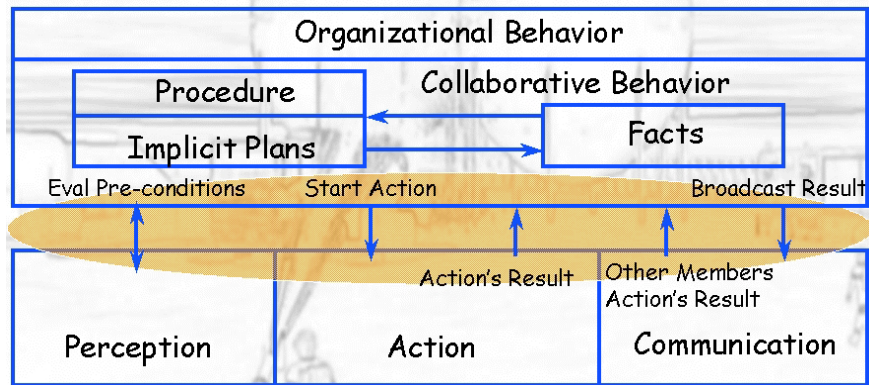 Organizational Behavior
Collaborative Behavior
Procedure
Implicit Plans
Facts
Eval Pre-conditions
Start Action
Broadcast Result
Action's Result
Other Members
Action's Result
Perception
Action
Communication